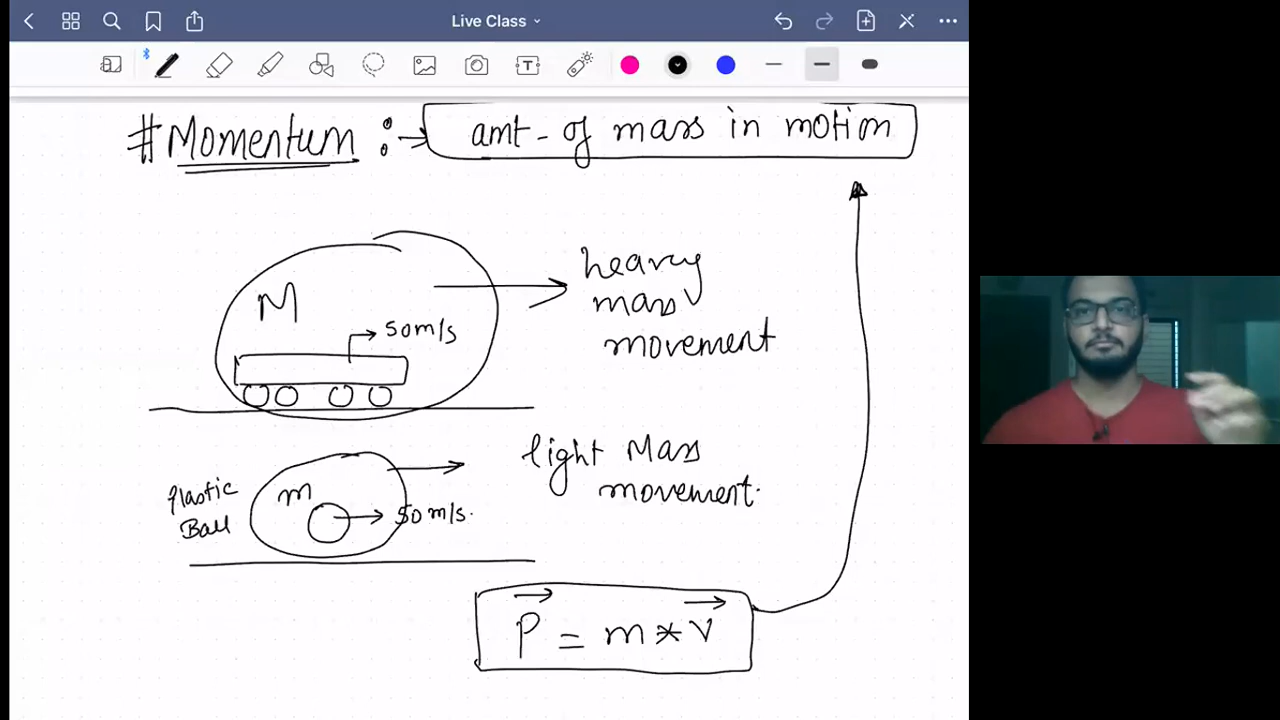 Live Class
#Momentum :→ amt- of mass in motion
M
50m/s
heavy
mass
movement
Plastic
Ball
m
50m/s.
light Mass
movement.
P = m * v